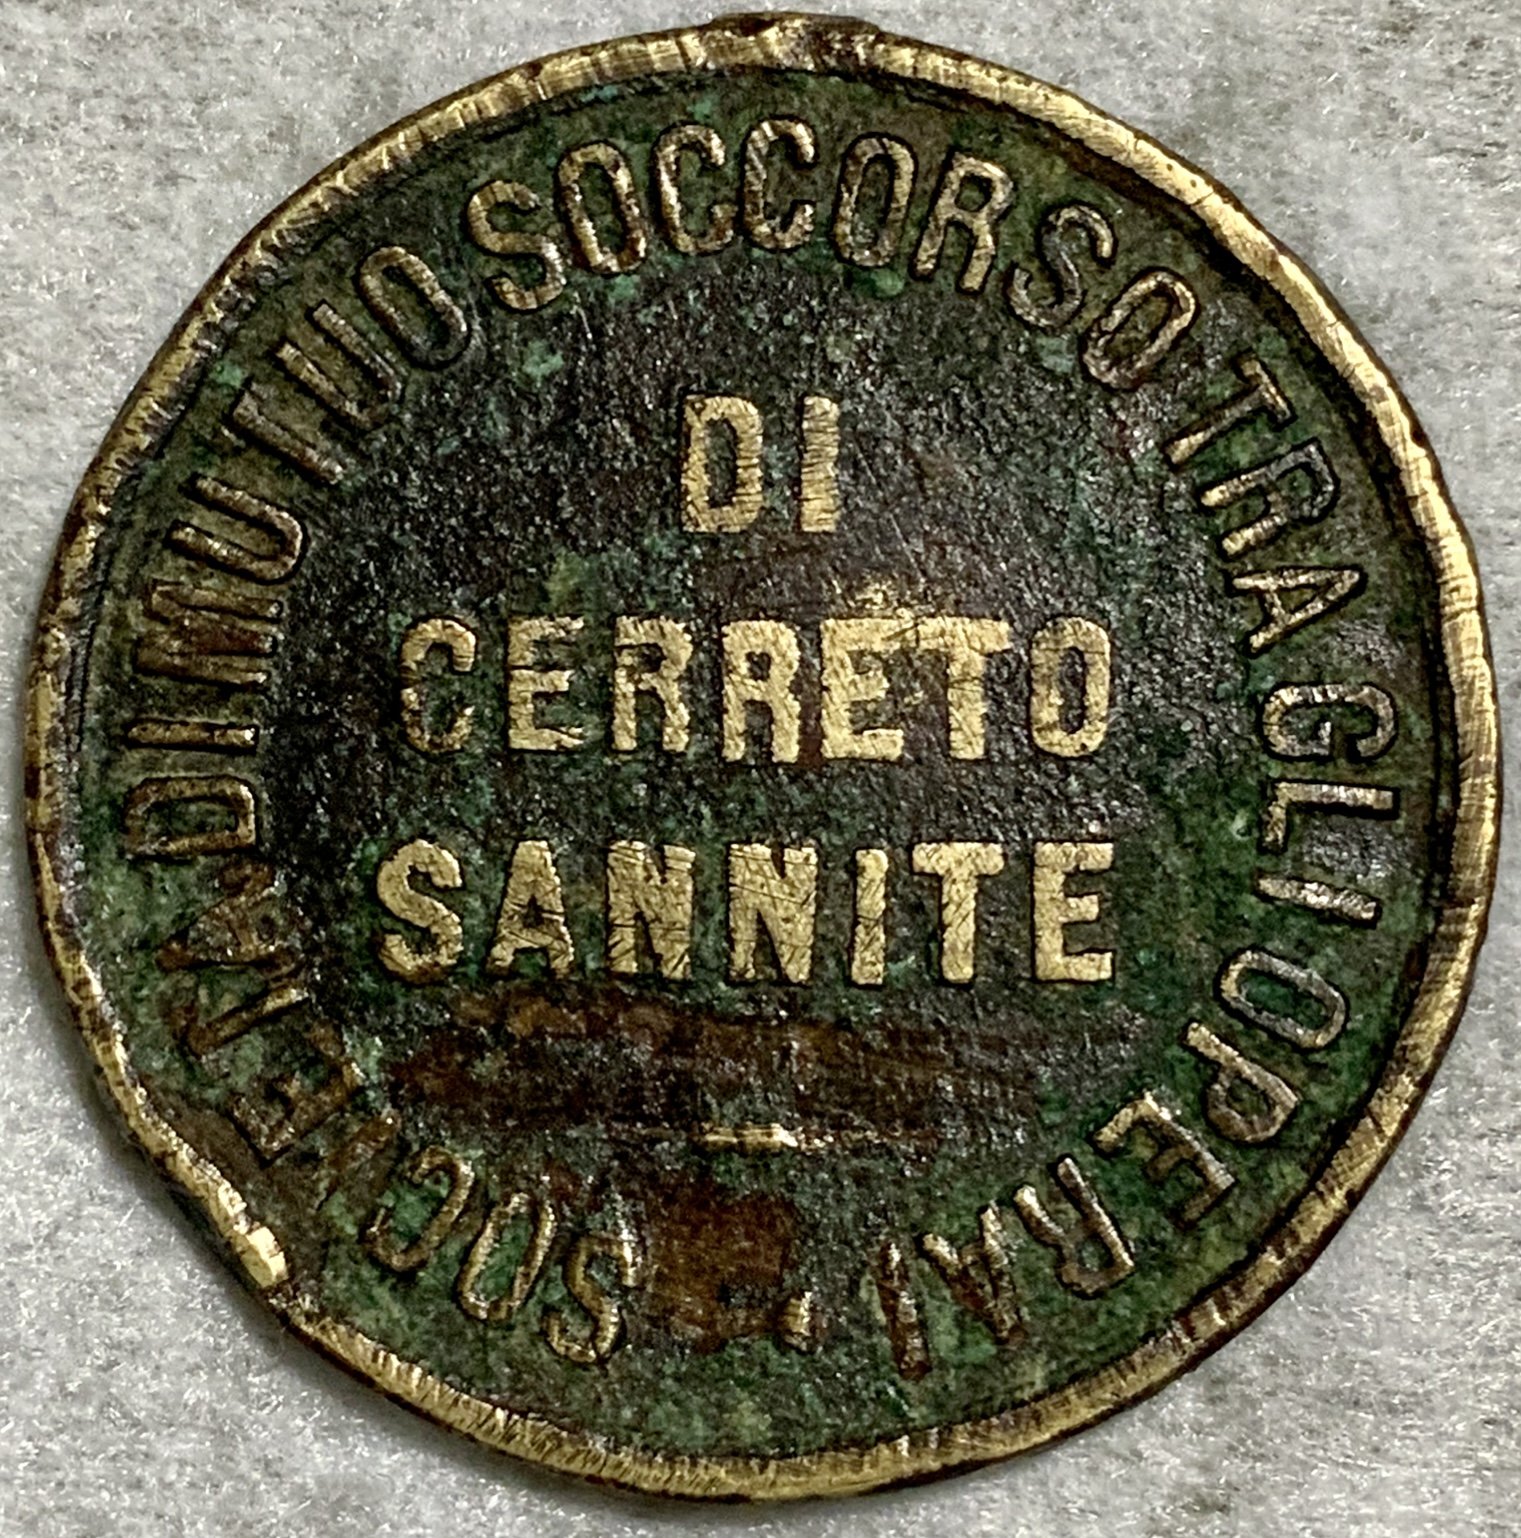 SOCIETÀ DI MUTUO SOCCORSO TRA GLI OPERAI
DI
CERRETO
SANNITE